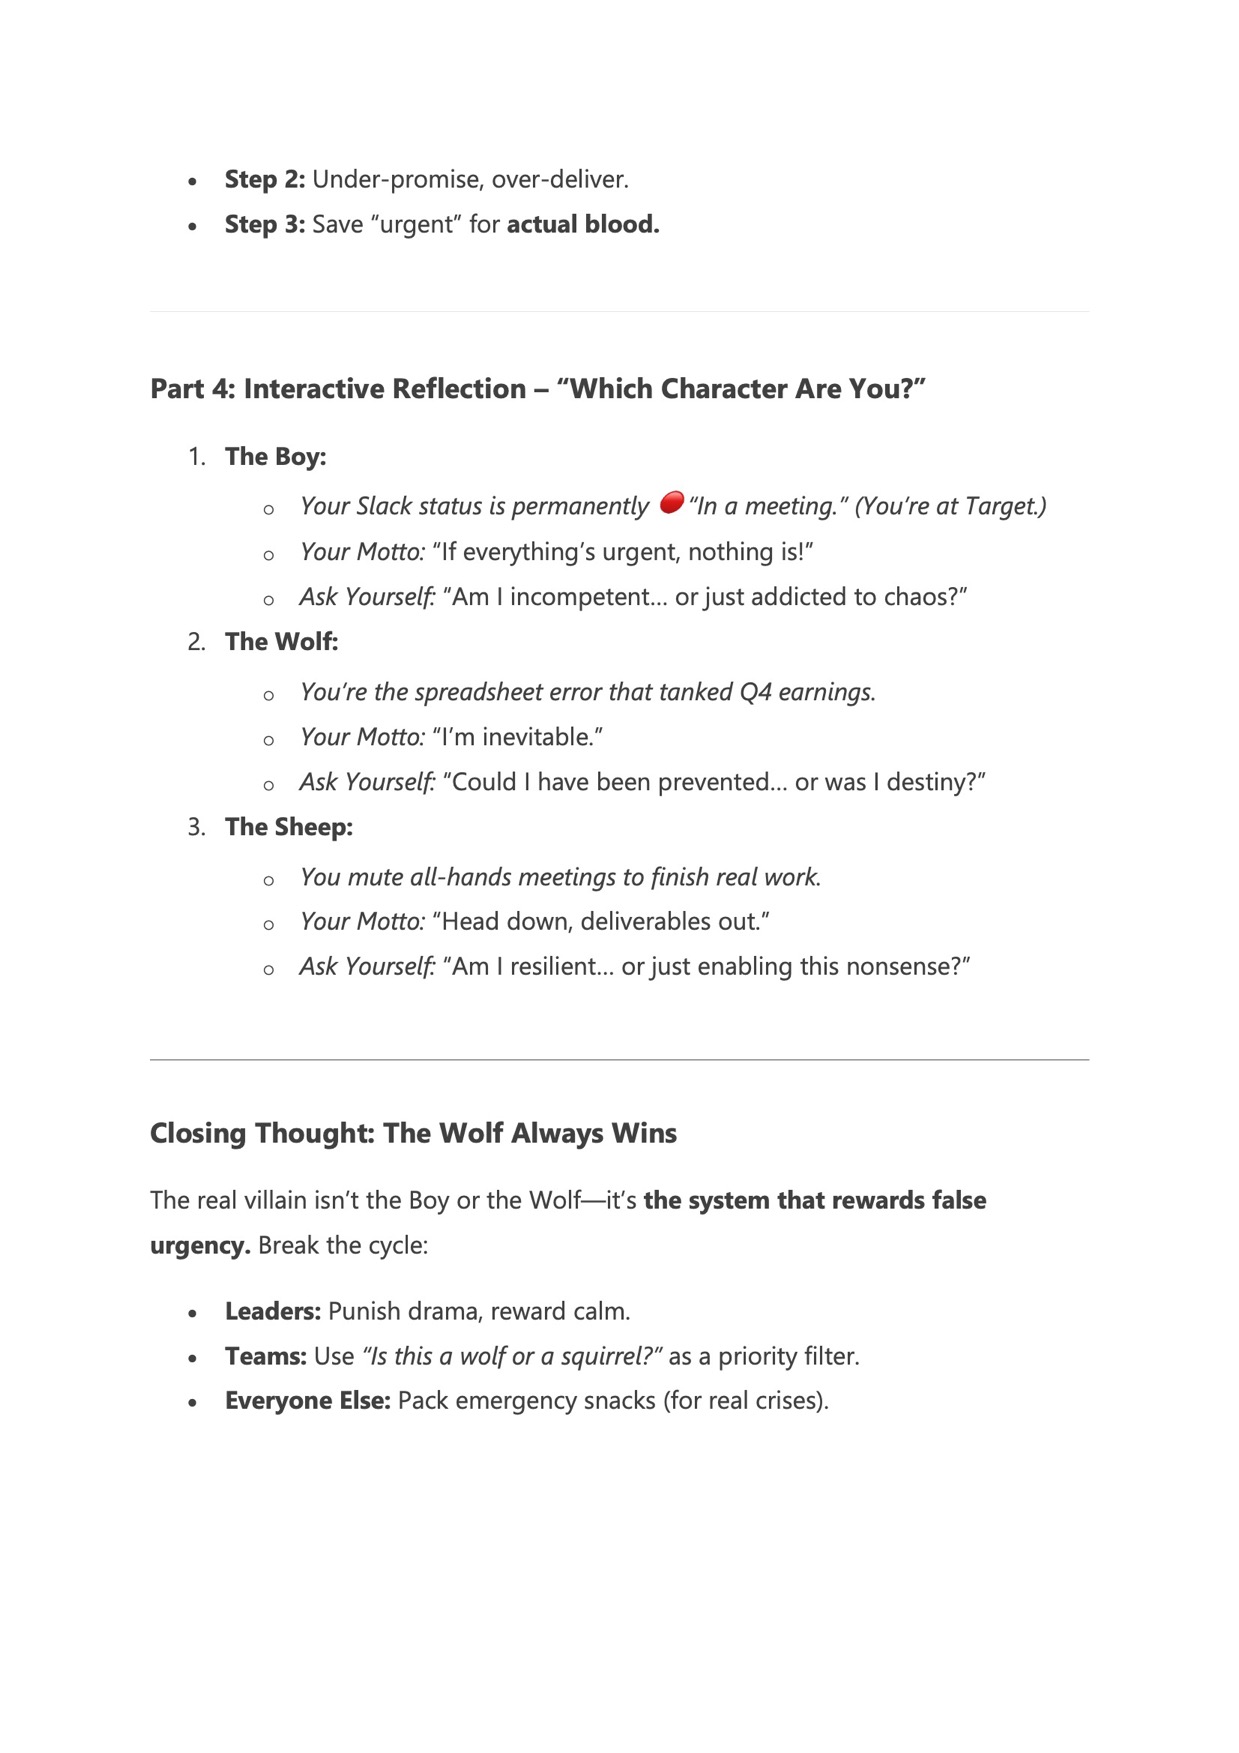 • Step 2: Under-promise, over-deliver.
• Step 3: Save “urgent” for actual blood.
Part 4: Interactive Reflection – “Which Character Are You?”
1. The Boy:
o Your Slack status is permanently 🔴 “In a meeting.” (You’re at Target.)
o Your Motto: “If everything’s urgent, nothing is!”
o Ask Yourself: “Am I incompetent… or just addicted to chaos?”
2. The Wolf:
o You’re the spreadsheet error that tanked Q4 earnings.
o Your Motto: “I’m inevitable.”
o Ask Yourself: “Could I have been prevented… or was I destiny?”
3. The Sheep:
o You mute all-hands meetings to finish real work.
o Your Motto: “Head down, deliverables out.”
o Ask Yourself: “Am I resilient… or just enabling this nonsense?”
Closing Thought: The Wolf Always Wins
The real villain isn’t the Boy or the Wolf—it’s the system that rewards false
urgency. Break the cycle:
• Leaders: Punish drama, reward calm.
• Teams: Use “Is this a wolf or a squirrel?” as a priority filter.
• Everyone Else: Pack emergency snacks (for real crises).